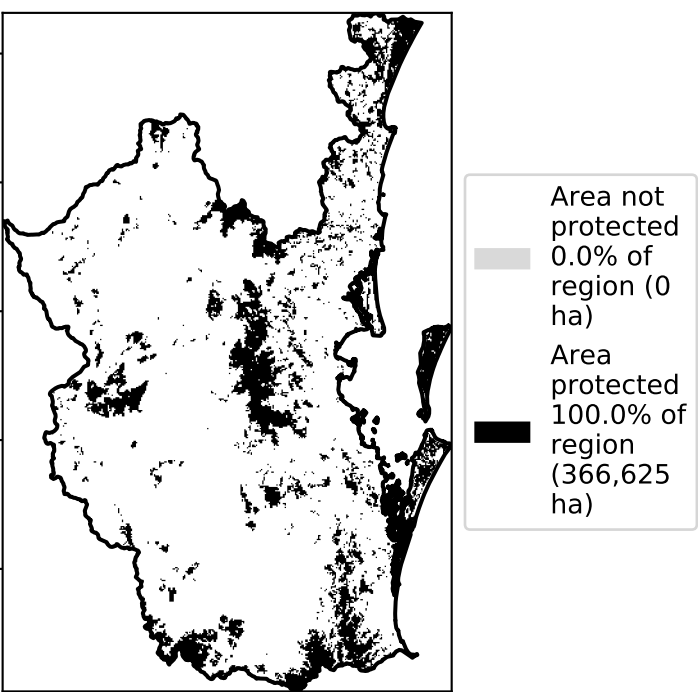 Area not
protected
0.0% of
region (0
ha)
Area
protected
100.0% of
region
(366,625
ha)